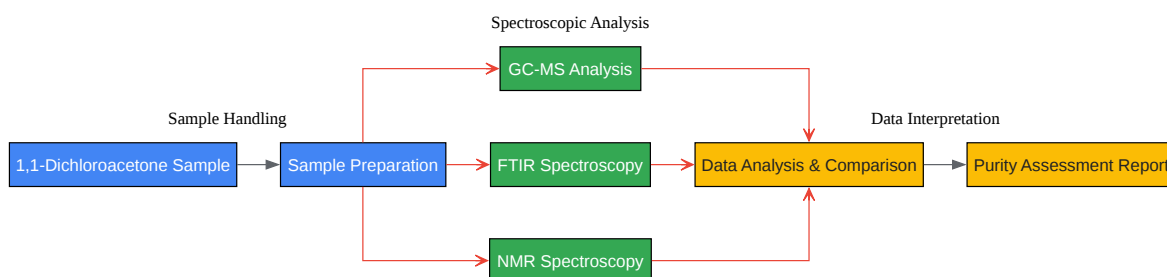 Spectroscopic Analysis
GC-MS Analysis
Sample Handling
Data Interpretation
1,1-Dichloroacetone Sample
Sample Preparation
FTIR Spectroscopy
Data Analysis & Comparison
Purity Assessment Report
NMR Spectroscopy